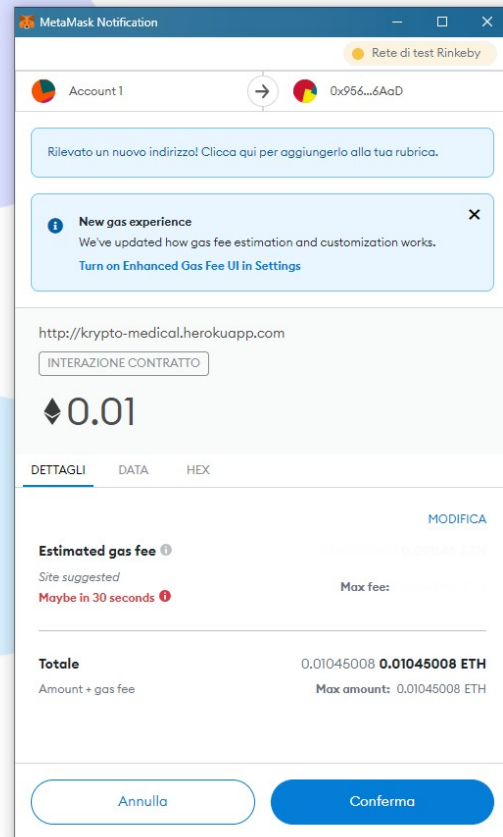 MetaMask Notification
Rete di test Rinkeby
Account 1
0x956...6AaD
Rilevato un nuovo indirizzo! Clicca qui per aggiungerlo alla tua rubrica.
New gas experience
We've updated how gas fee estimation and customization works.
Turn on Enhanced Gas Fee UI in Settings
http://krypto-medical.herokuapp.com
INTERAZIONE CONTRATTO
0.01
DETTAGLI DATA HEX
MODIFICA
Estimated gas fee
Site suggested
Maybe in 30 seconds
Max fee:
Totale 0.01045008 0.01045008 ETH
Amount + gas fee Max amount: 0.01045008 ETH
Annulla Conferma